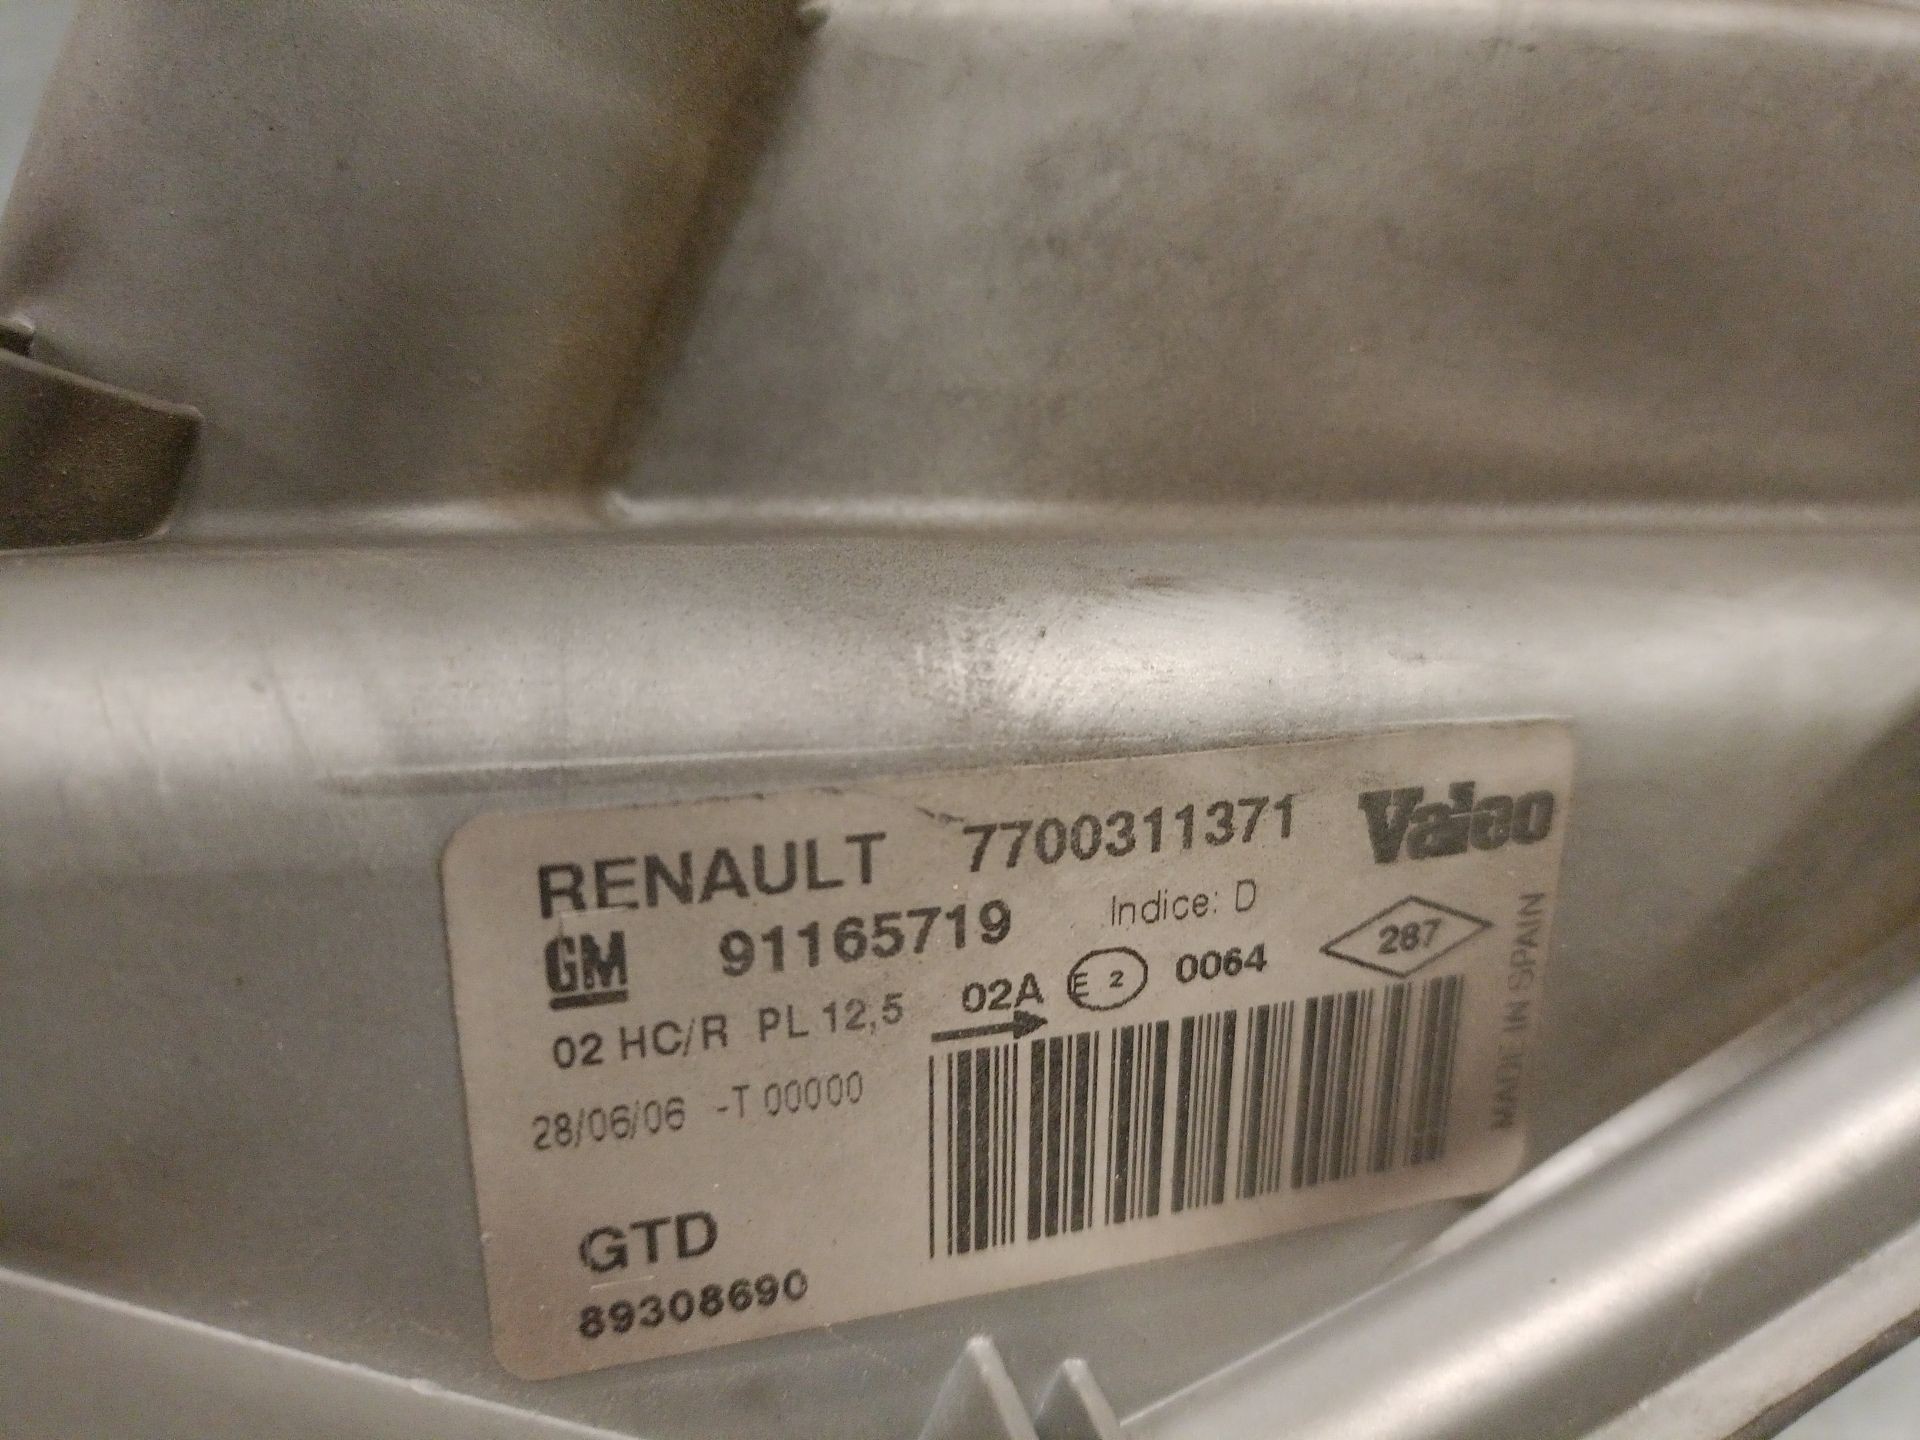 RENAULT 7700311371 Valeo
GM 91165719 Indice: D
02 HC/R PL 12,5 02A E 2 0064 287
28/06/06 -T 00000
GTD
89308690
MADE IN SPAIN